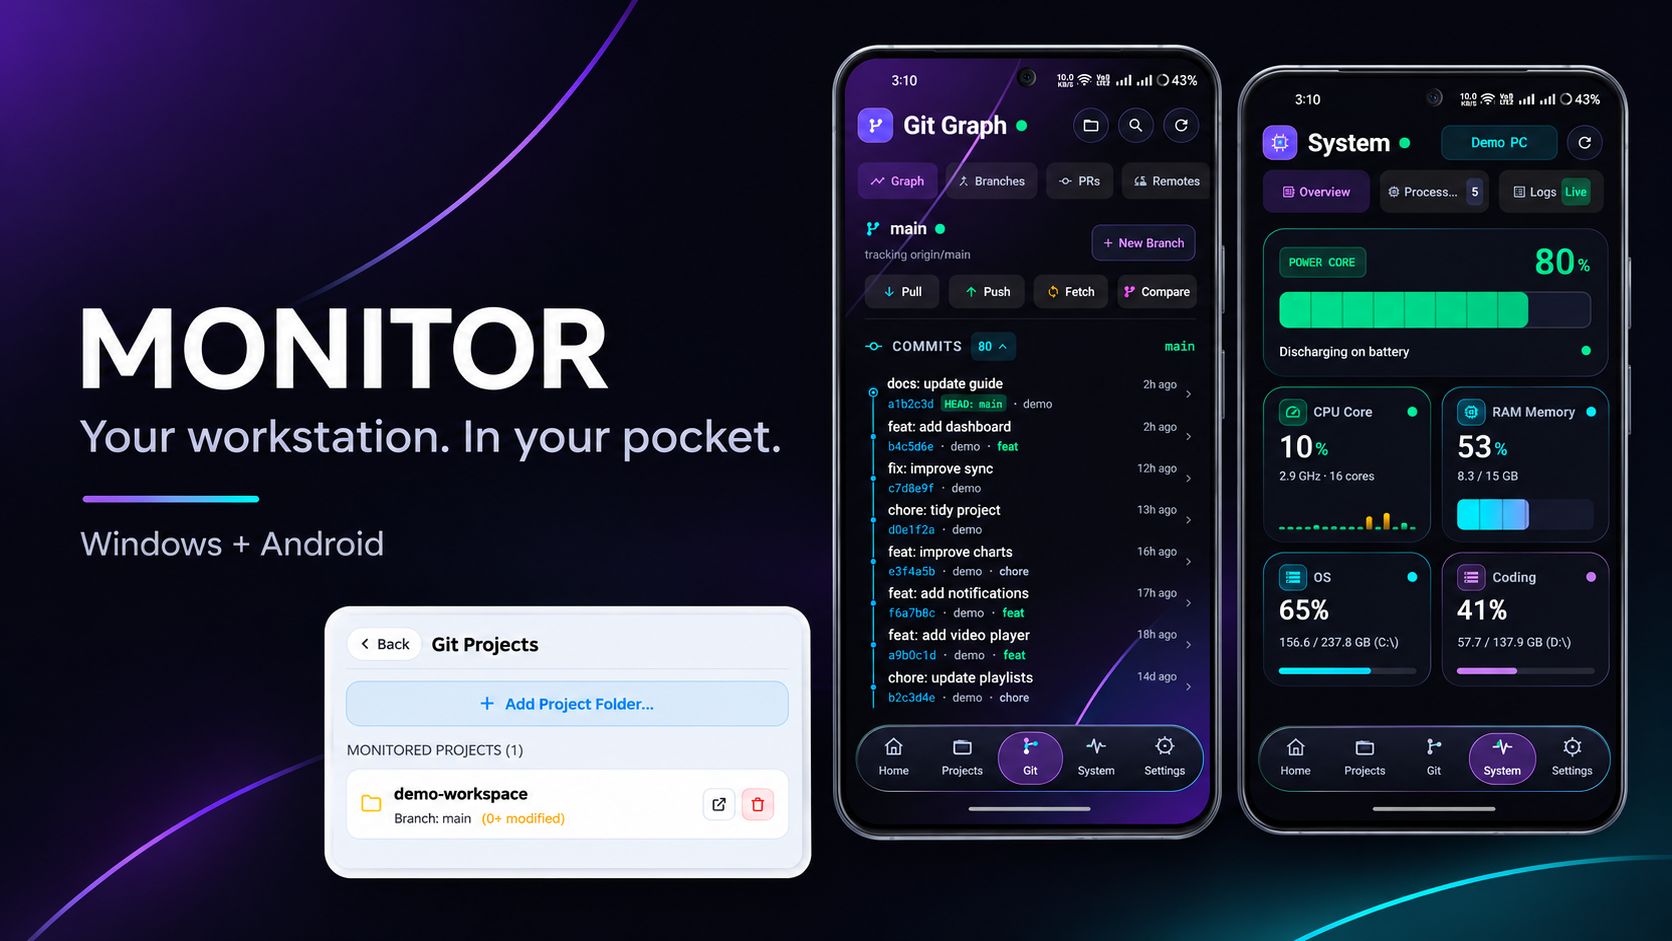 MONITOR
Your workstation. In your pocket.
Windows + Android
Back
Git Projects
+ Add Project Folder...
MONITORED PROJECTS (1)
demo-workspace
Branch: main (0+ modified)
3:10
10.0 KB/S VoD LTE2 43%
Git Graph
Graph
Branches
PRs
Remotes
main
tracking origin/main
+ New Branch
Pull
Push
Fetch
Compare
COMMITS 80
main
docs: update guide 2h ago
a1b2c3d HEAD: main · demo
feat: add dashboard 2h ago
b4c5d6e · demo · feat
fix: improve sync 12h ago
c7d8e9f · demo
chore: tidy project 13h ago
d0e1f2a · demo
feat: improve charts 16h ago
e3f4a5b · demo · chore
feat: add notifications 17h ago
f6a7b8c · demo · feat
feat: add video player 18h ago
a9b0c1d · demo · feat
chore: update playlists 14d ago
b2c3d4e · demo · chore
Home
Projects
Git
System
Settings
3:10
10.0 KB/S 43%
System
Demo PC
Overview
Process... 5
Logs Live
POWER CORE
80%
Discharging on battery
CPU Core
10%
2.9 GHz · 16 cores
RAM Memory
53%
8.3 / 15 GB
OS
65%
156.6 / 237.8 GB (C:\)
Coding
41%
57.7 / 137.9 GB (D:\)
Home
Projects
Git
System
Settings